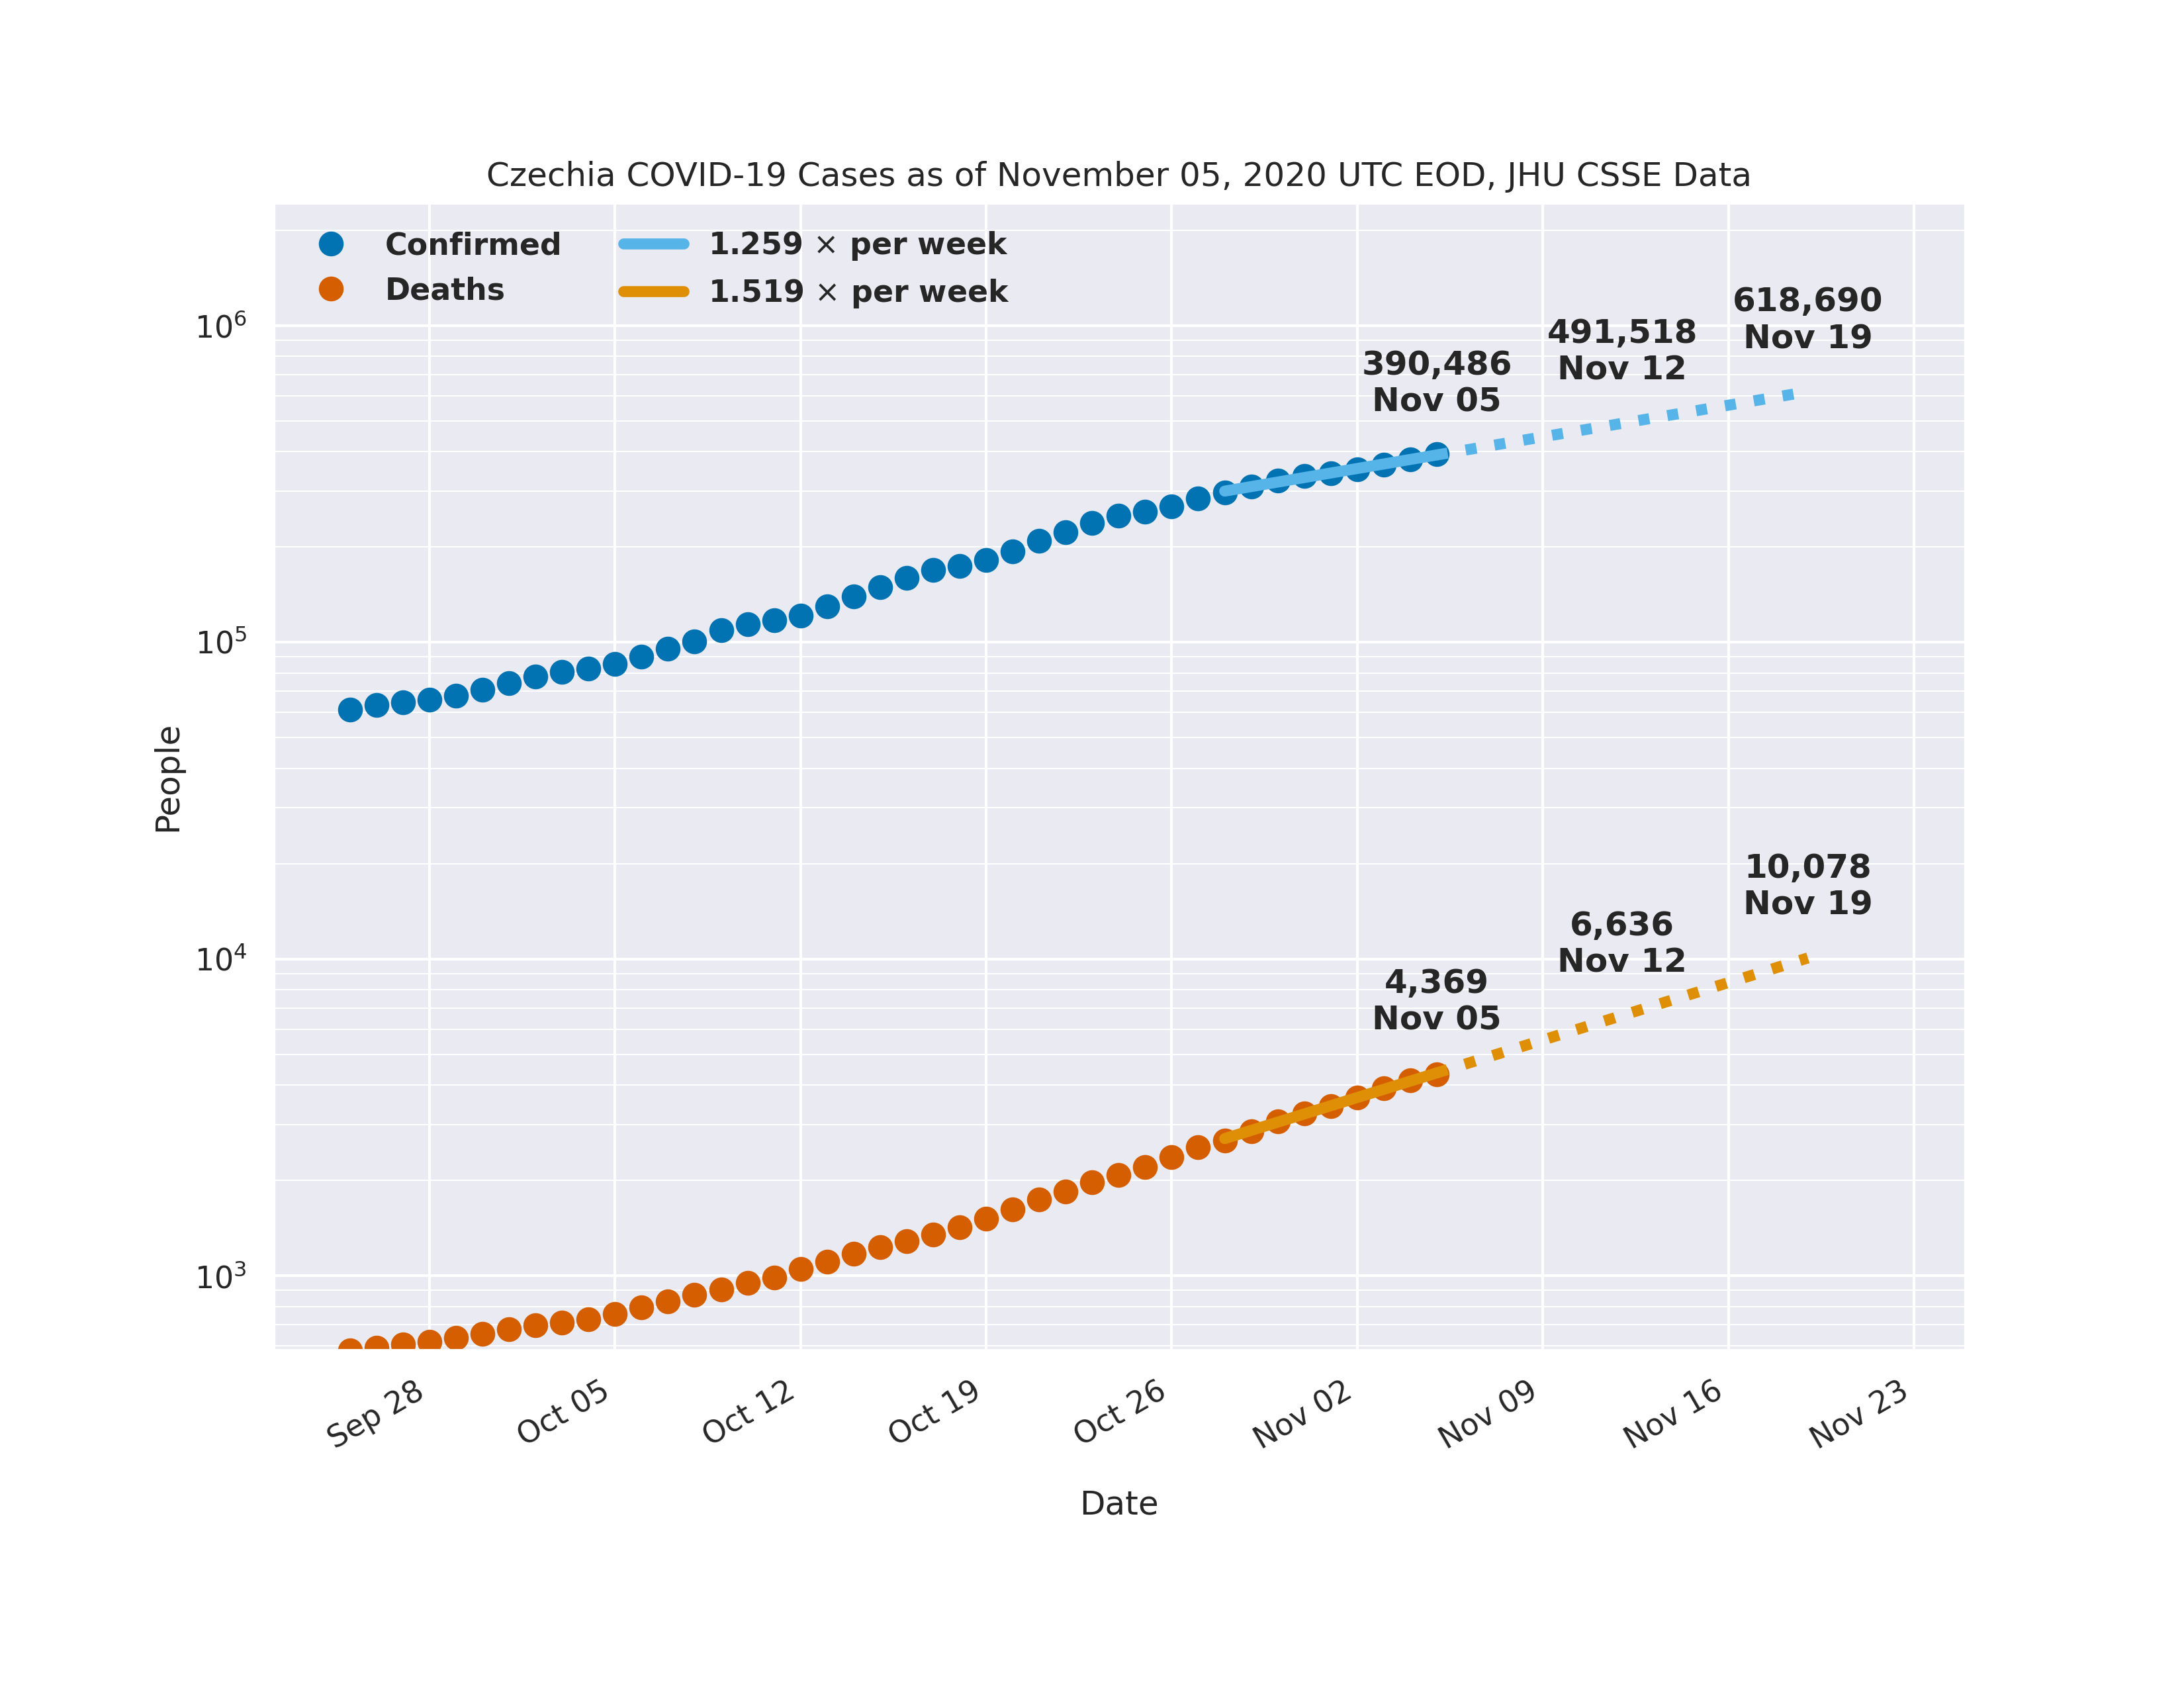 Czechia COVID-19 Cases as of November 05, 2020 UTC EOD, JHU CSSE Data
Confirmed
Deaths
1.259 × per week
1.519 × per week
618,690
Nov 19
491,518
Nov 12
390,486
Nov 05
10,078
Nov 19
6,636
Nov 12
4,369
Nov 05
10⁶
10⁵
10⁴
10³
People
Sep 28
Oct 05
Oct 12
Oct 19
Oct 26
Nov 02
Nov 09
Nov 16
Nov 23
Date